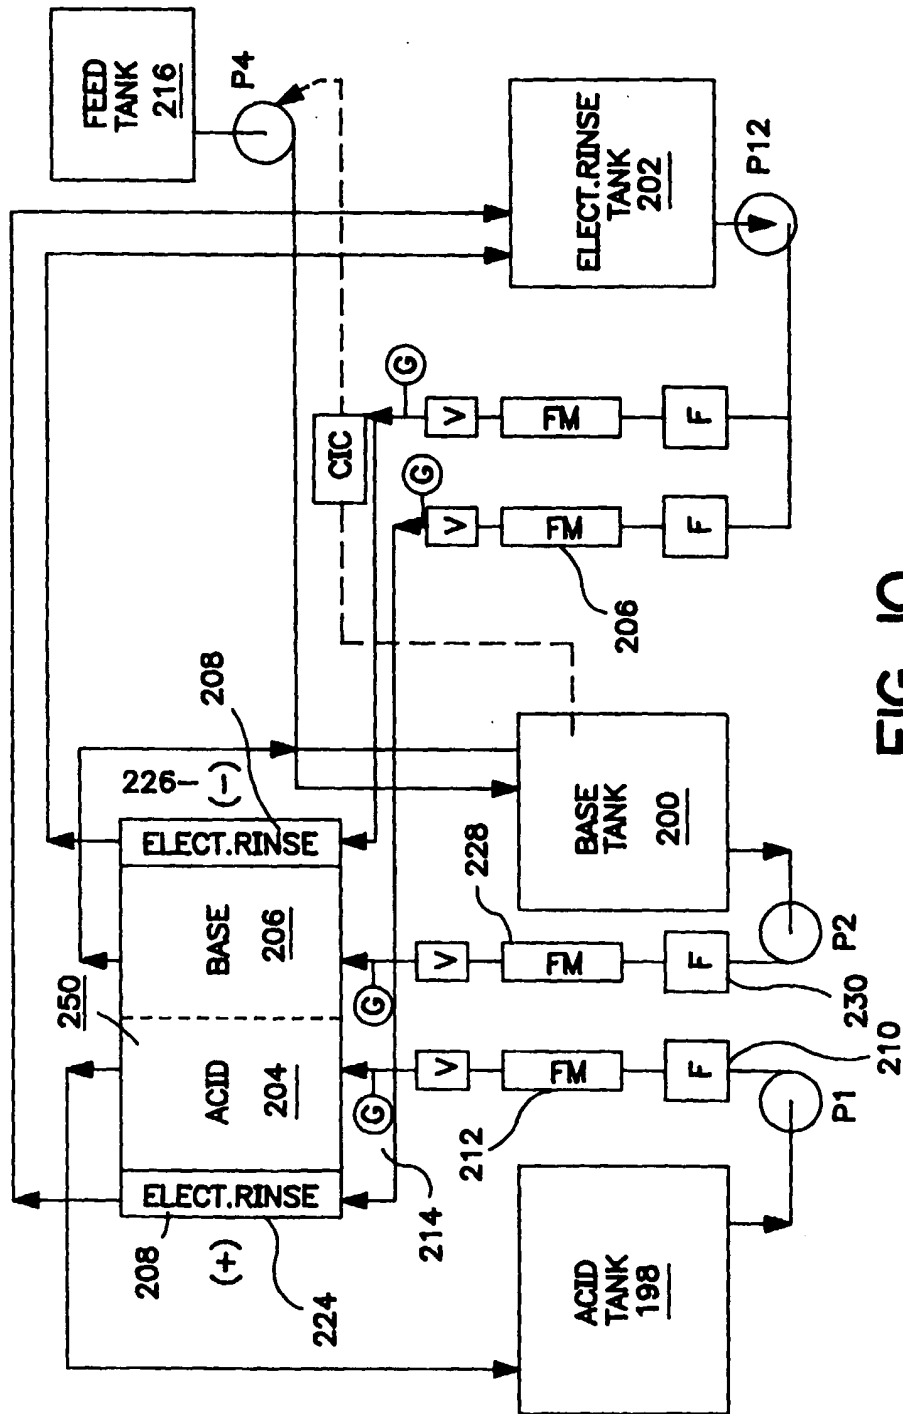 FEED
TANK
216
P4
ELECT.RINSE
TANK
202
P12
G
V
FM
F
CIC
G
V
FM
F
206
208
226-
(-)
ELECT.RINSE
BASE
206
250
ACID
204
ELECT.RINSE
208
(+)
224
BASE
TANK
200
228
G
V
FM
F
P2
230
G
V
FM
F
P1
210
212
214
ACID
TANK
198
FIG. 10